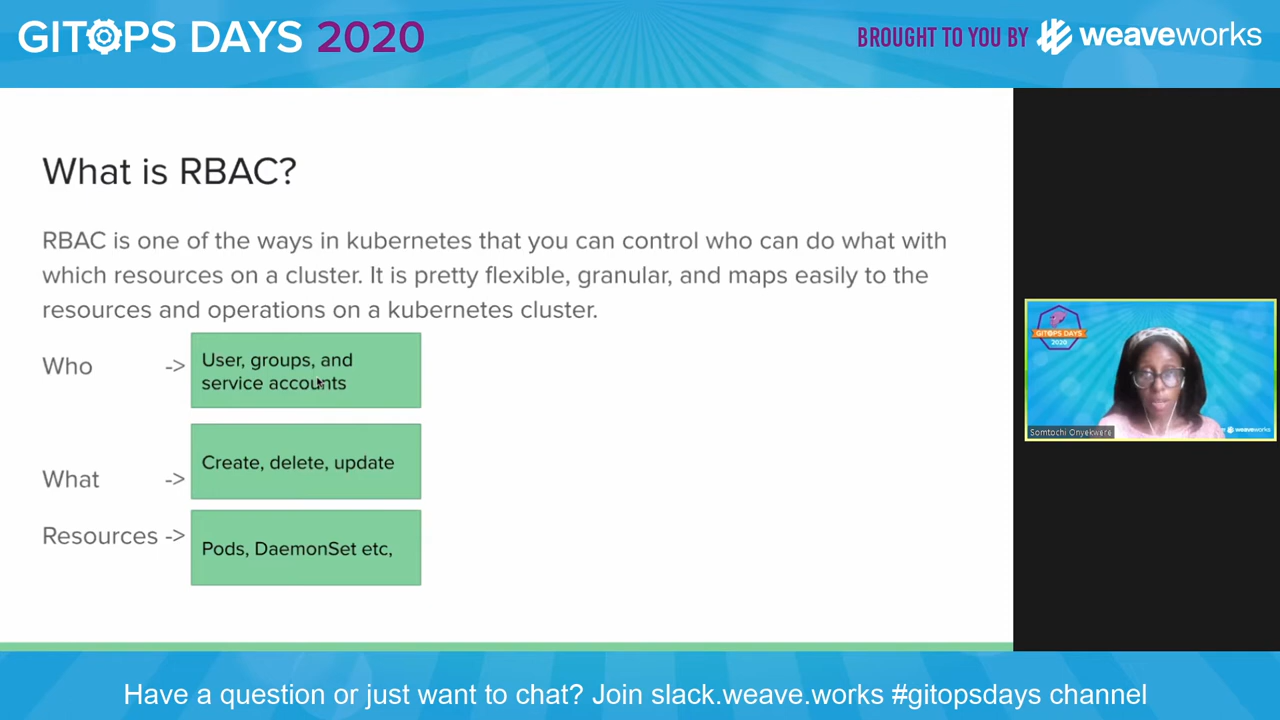 GITOPS DAYS 2020
BROUGHT TO YOU BY weaveworks
What is RBAC?
RBAC is one of the ways in kubernetes that you can control who can do what with
which resources on a cluster. It is pretty flexible, granular, and maps easily to the
resources and operations on a kubernetes cluster.
Who ->
User, groups, and
service accounts
What ->
Create, delete, update
Resources ->
Pods, DaemonSet etc,
GITOPS DAYS
2020
Somtochi Onyekwere
weaveworks
Have a question or just want to chat? Join slack.weave.works #gitopsdays channel